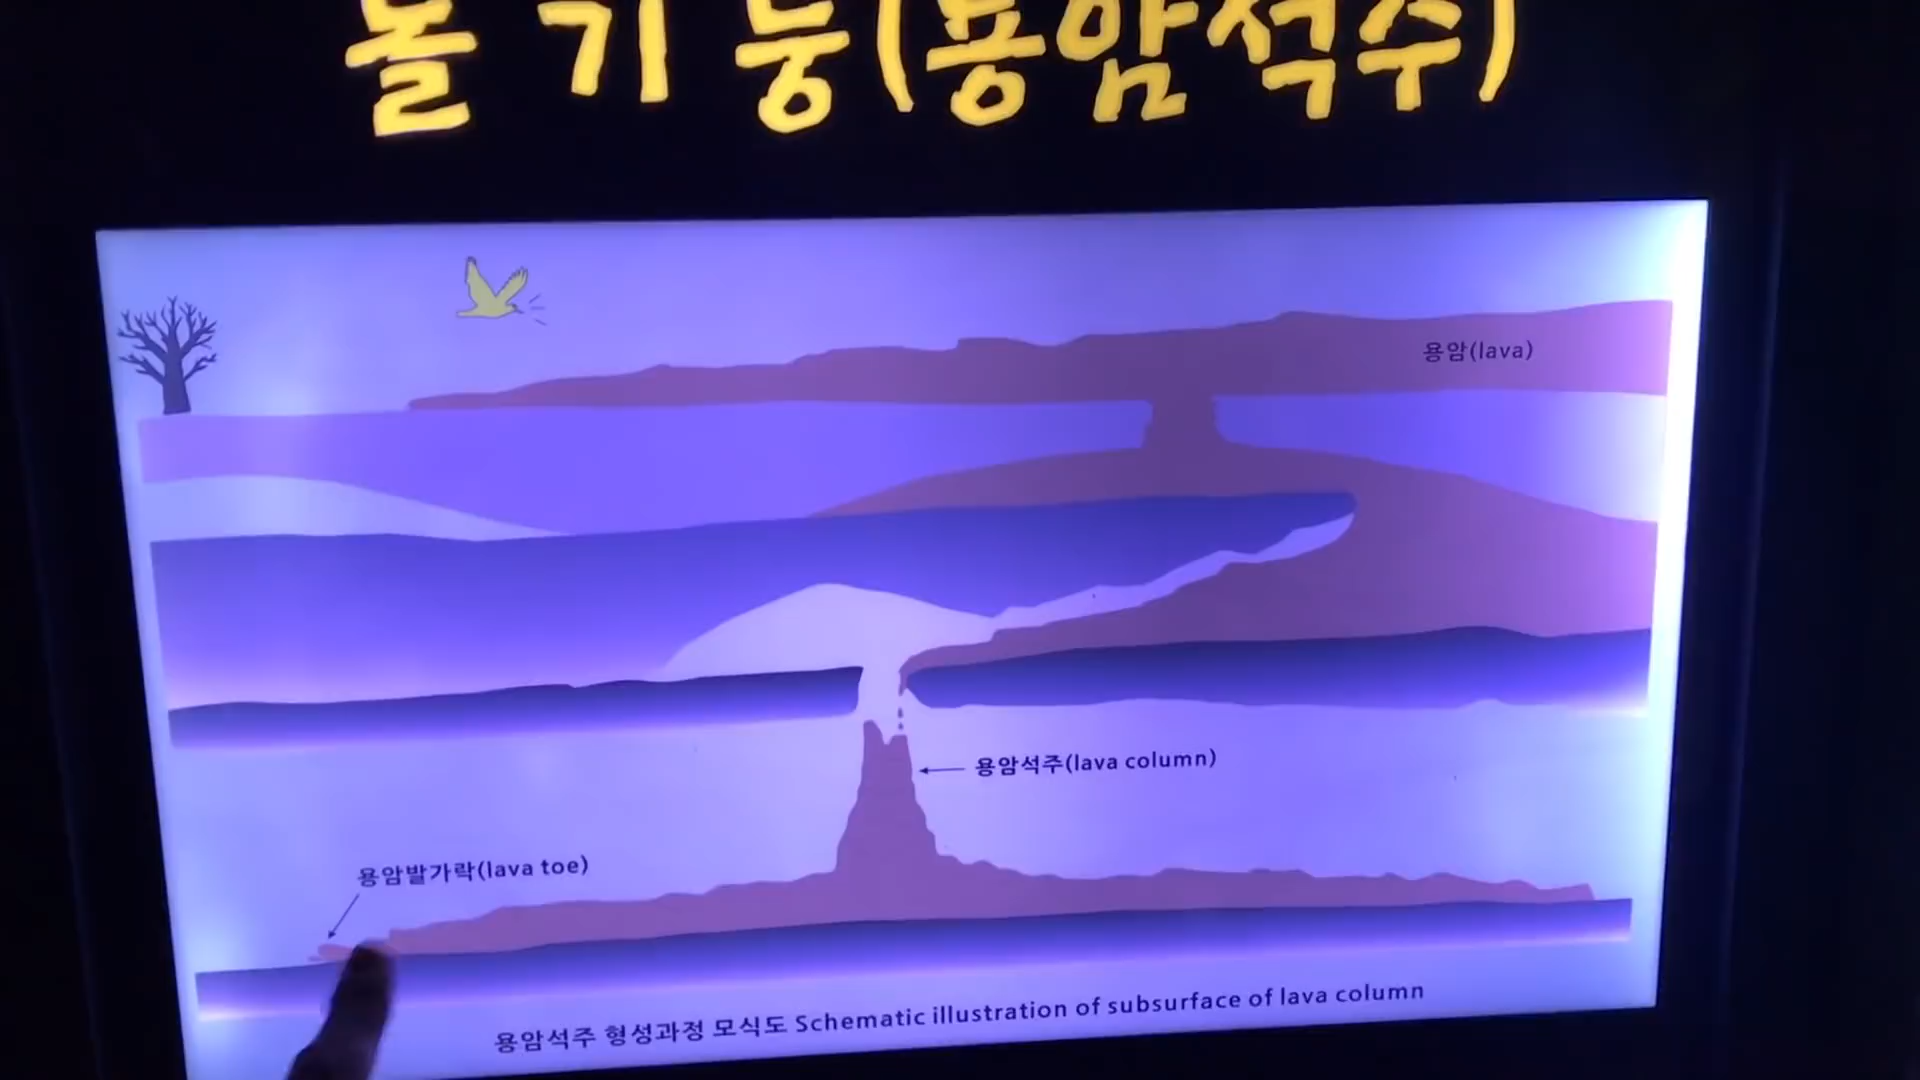 돌기둥(용암석주)
용암(lava)
용암석주(lava column)
용암발가락(lava toe)
용암석주 형성과정 모식도 Schematic illustration of subsurface of lava column